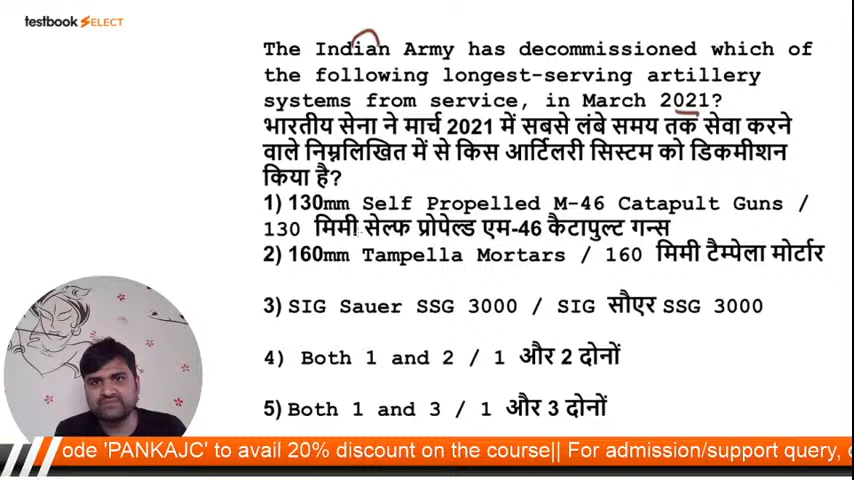 testbook SELECT
The Indian Army has decommissioned which of
the following longest-serving artillery
systems from service, in March 2021?
भारतीय सेना ने मार्च 2021 में सबसे लंबे समय तक सेवा करने
वाले निम्नलिखित में से किस आर्टिलरी सिस्टम को डिकमीशन
किया है?
1) 130mm Self Propelled M-46 Catapult Guns /
130 मिमी सेल्फ प्रोपेल्ड एम-46 कैटापुल्ट गन्स
2) 160mm Tampella Mortars / 160 मिमी टैम्पेला मोर्टार
3) SIG Sauer SSG 3000 / SIG सौएर SSG 3000
4) Both 1 and 2 / 1 और 2 दोनों
5) Both 1 and 3 / 1 और 3 दोनों
ode 'PANKAJC' to avail 20% discount on the course|| For admission/support query, c